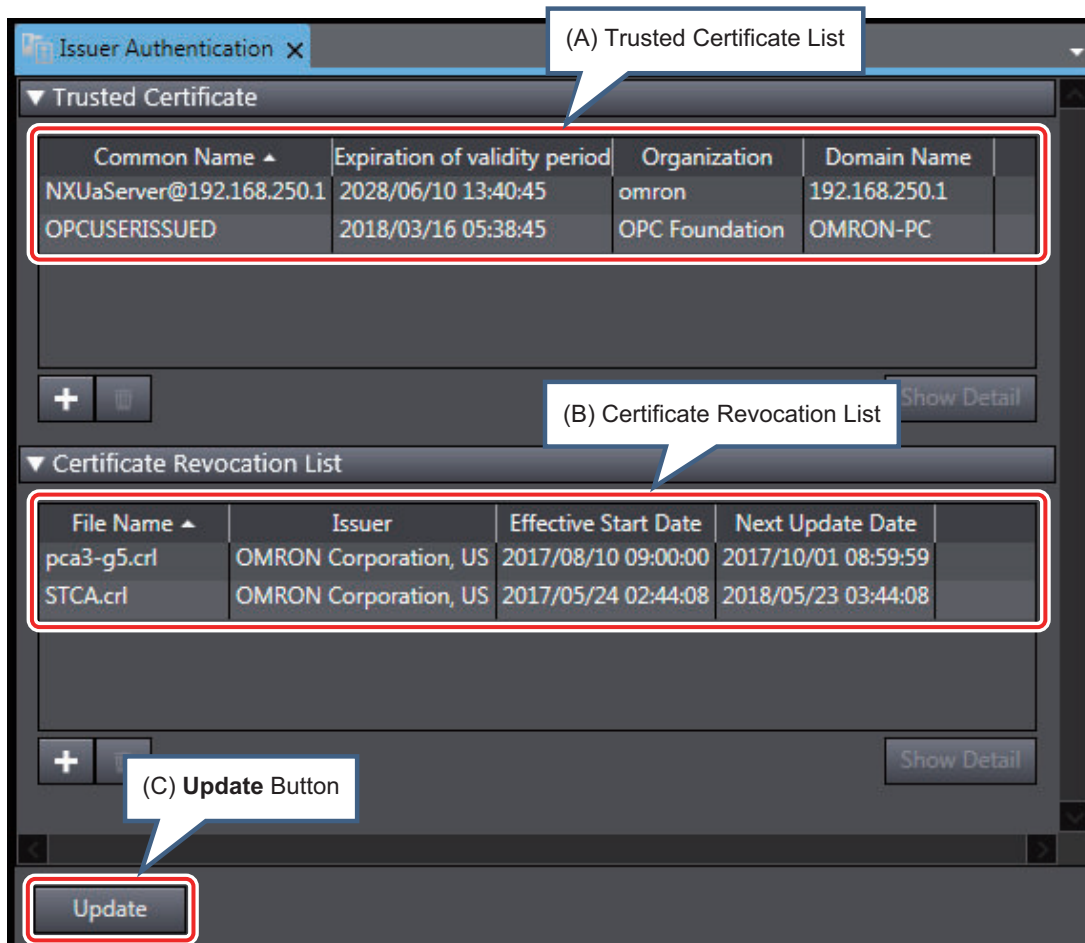 Issuer Authentication
(A) Trusted Certificate List
Trusted Certificate
Common Name Expiration of validity period Organization Domain Name
NXUaServer@192.168.250.1 2028/06/10 13:40:45 omron 192.168.250.1
OPCUSERISSUED 2018/03/16 05:38:45 OPC Foundation OMRON-PC
Show Detail
(B) Certificate Revocation List
Certificate Revocation List
File Name Issuer Effective Start Date Next Update Date
pca3-g5.crl OMRON Corporation, US 2017/08/10 09:00:00 2017/10/01 08:59:59
STCA.crl OMRON Corporation, US 2017/05/24 02:44:08 2018/05/23 03:44:08
Show Detail
(C) Update Button
Update